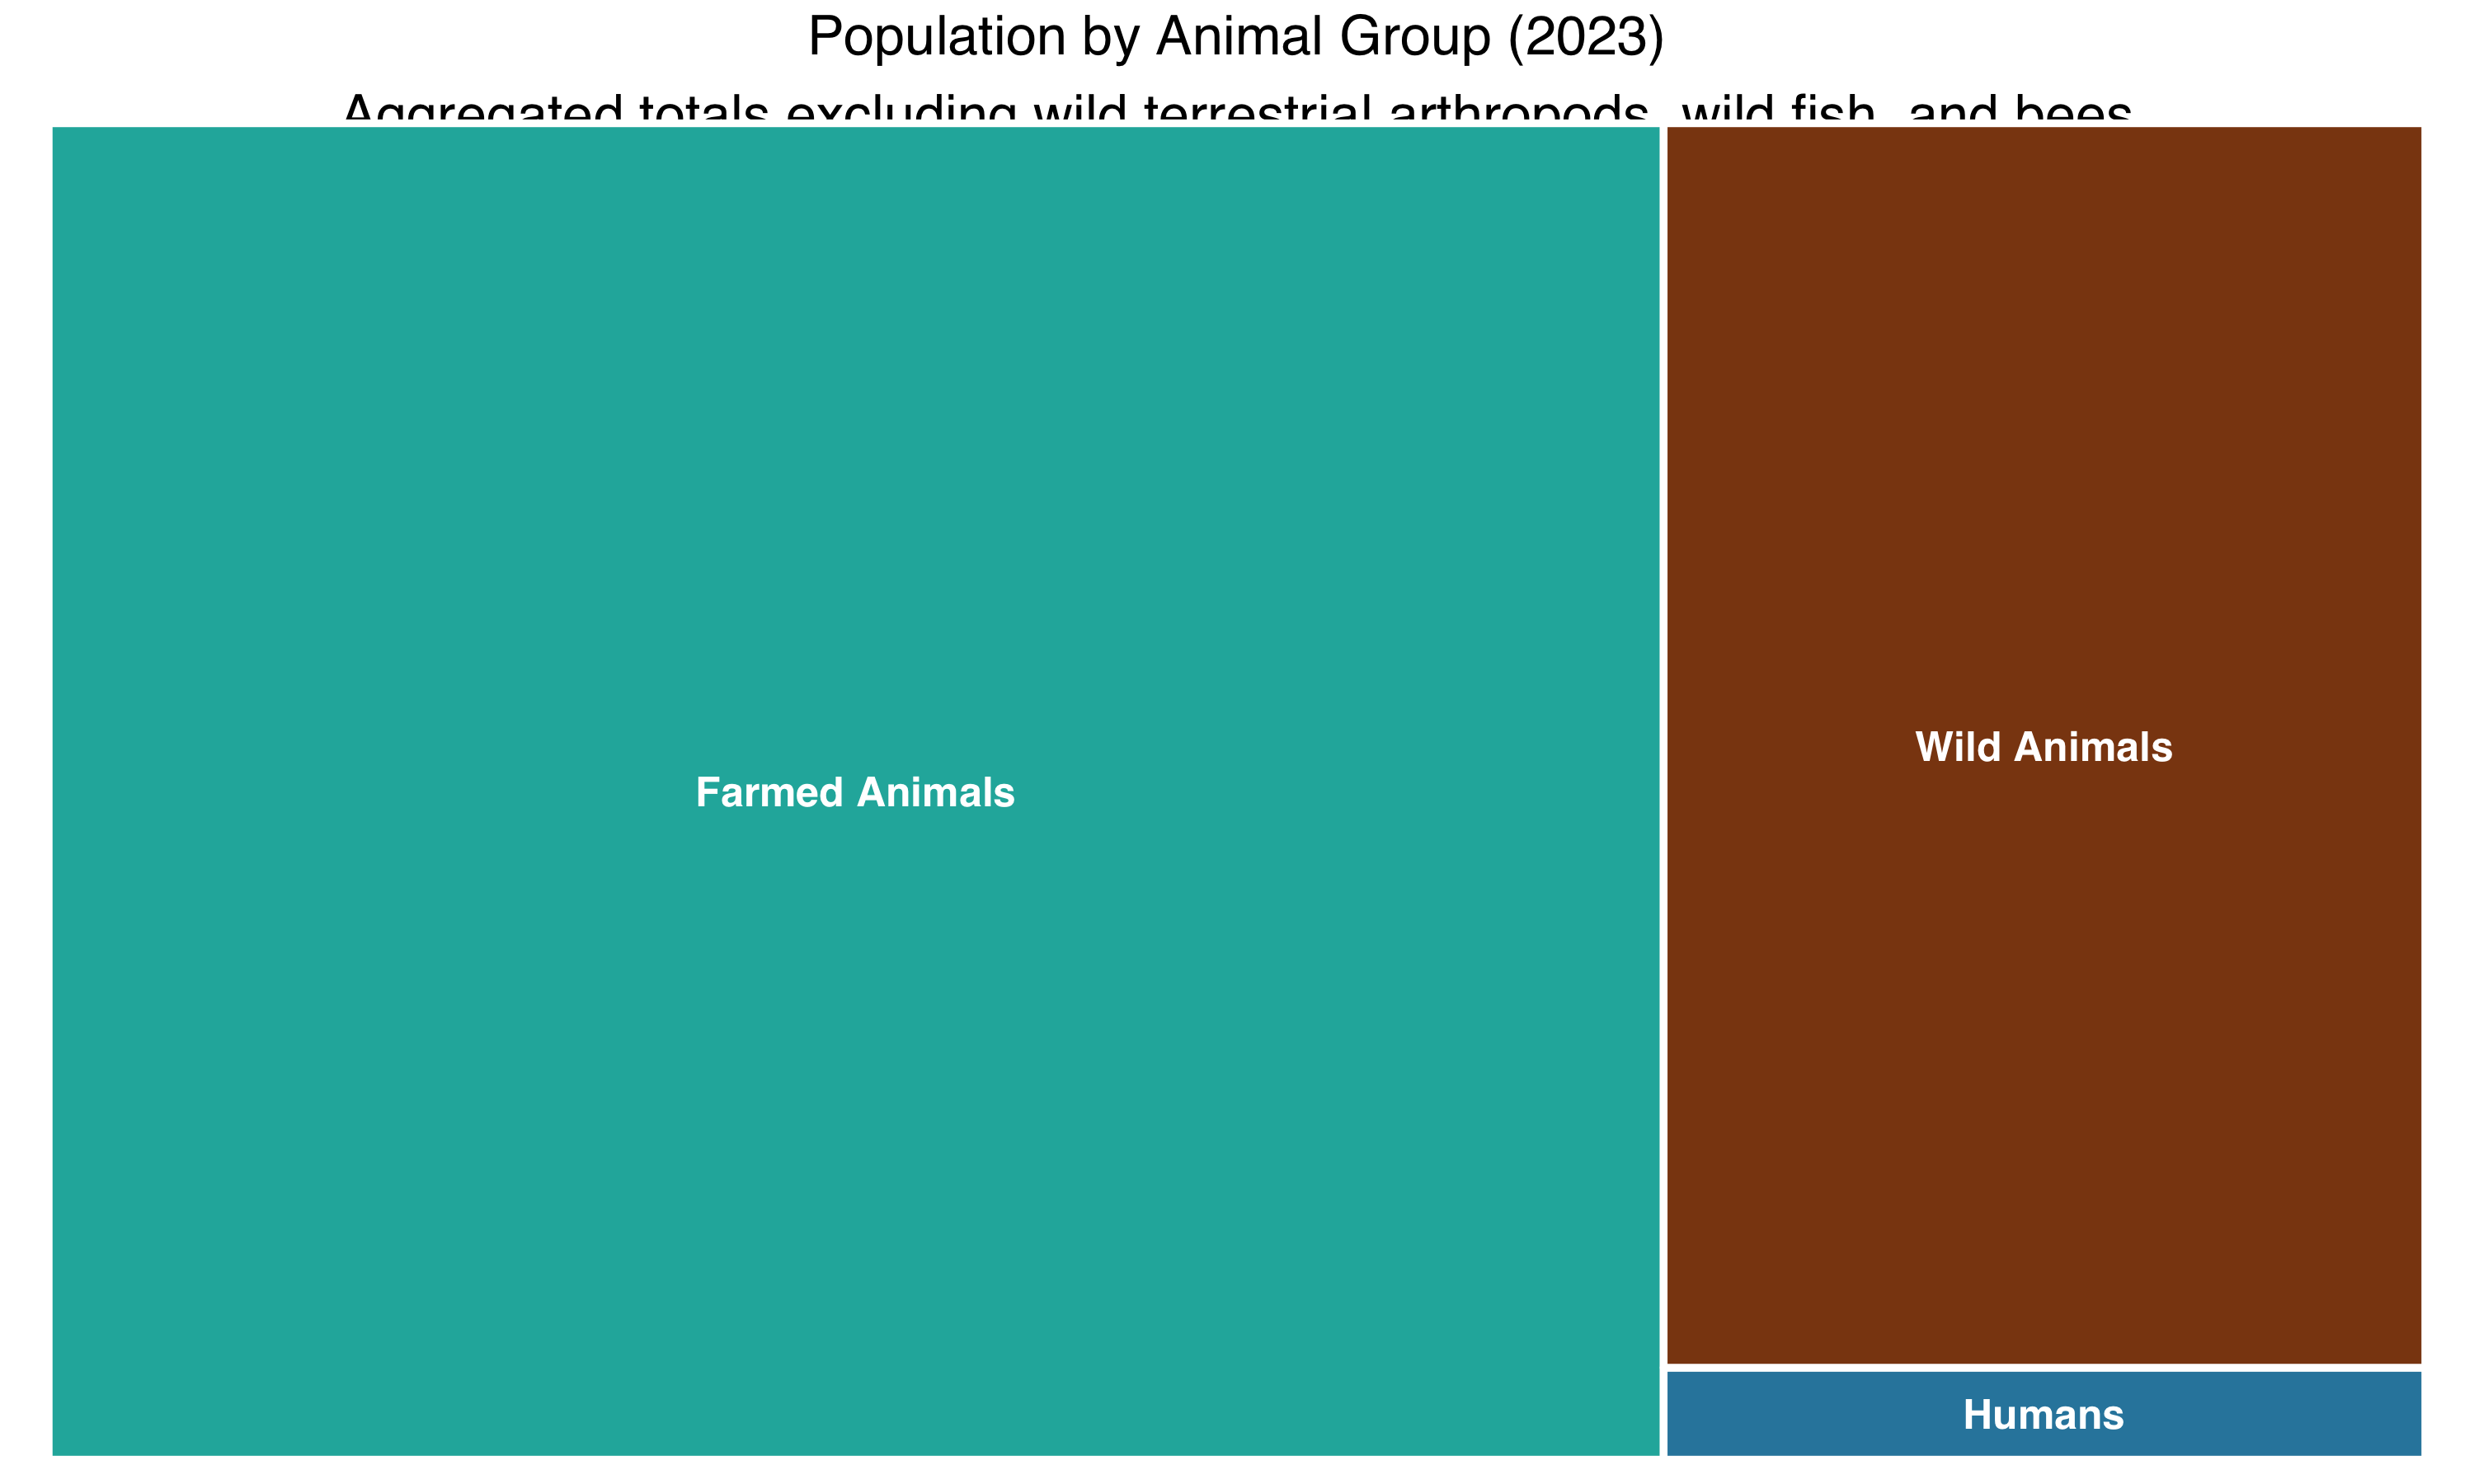 Population by Animal Group (2023)
Aggregated totals excluding wild terrestrial arthropods, wild fish, and bees
Farmed Animals
Wild Animals
Humans